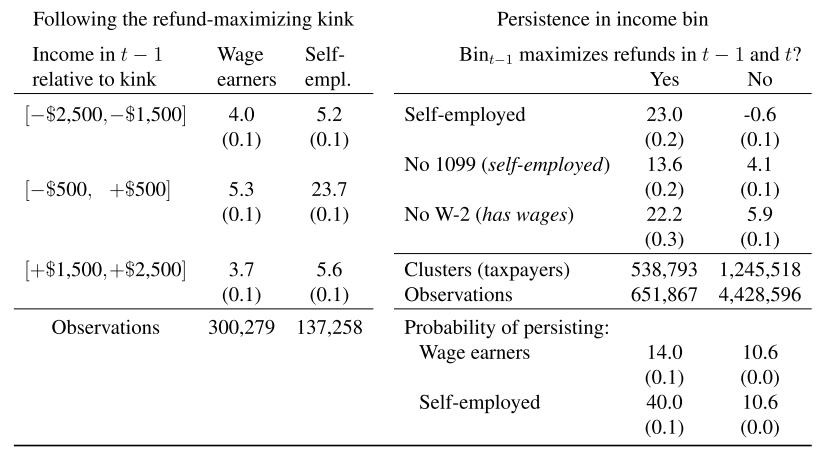 Following the refund-maximizing kink
Income in t − 1 Wage Self-
relative to kink earners empl.
[−$2,500,−$1,500] 4.0 5.2
(0.1) (0.1)
[−$500, +$500] 5.3 23.7
(0.1) (0.1)
[+$1,500,+$2,500] 3.7 5.6
(0.1) (0.1)
Observations 300,279 137,258
Persistence in income bin
Bin_{t−1} maximizes refunds in t − 1 and t?
Yes No
Self-employed 23.0 -0.6
(0.2) (0.1)
No 1099 (self-employed) 13.6 4.1
(0.2) (0.1)
No W-2 (has wages) 22.2 5.9
(0.3) (0.1)
Clusters (taxpayers) 538,793 1,245,518
Observations 651,867 4,428,596
Probability of persisting:
Wage earners 14.0 10.6
(0.1) (0.0)
Self-employed 40.0 10.6
(0.1) (0.0)